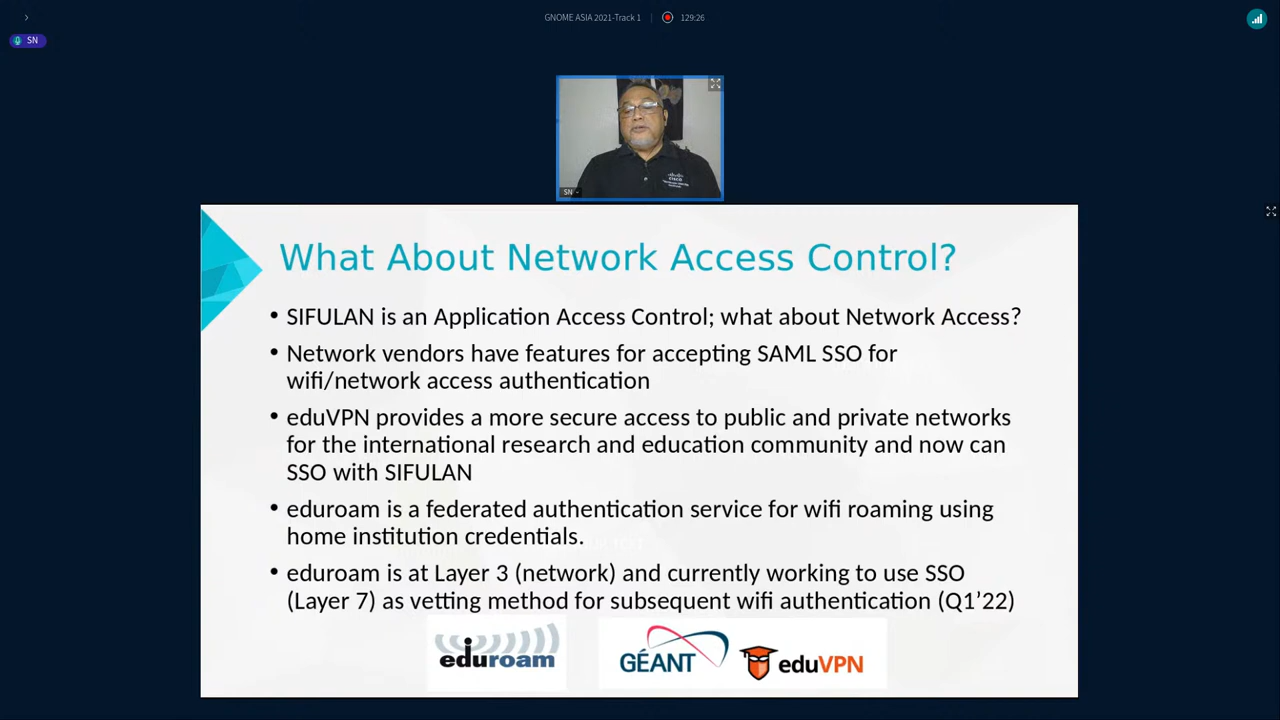 GNOME ASIA 2021-Track 1 129:26
SN
CISCO
SN
What About Network Access Control?
• SIFULAN is an Application Access Control; what about Network Access?
• Network vendors have features for accepting SAML SSO for
wifi/network access authentication
• eduVPN provides a more secure access to public and private networks
for the international research and education community and now can
SSO with SIFULAN
• eduroam is a federated authentication service for wifi roaming using
home institution credentials.
• eduroam is at Layer 3 (network) and currently working to use SSO
(Layer 7) as vetting method for subsequent wifi authentication (Q1’22)
eduroam
GÉANT
eduVPN